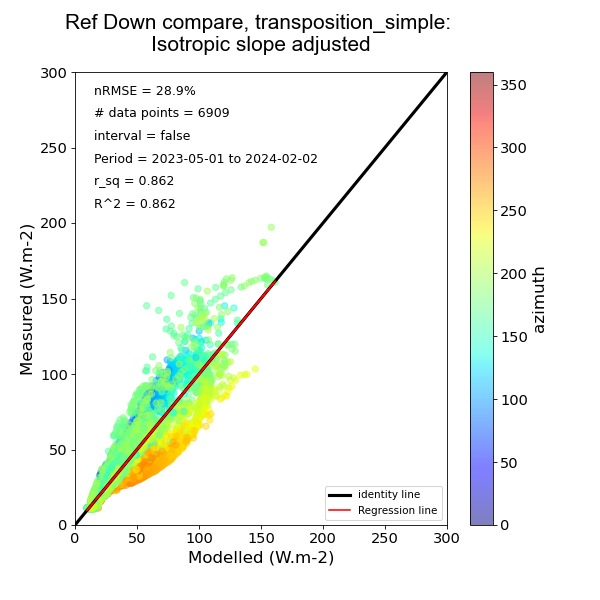 Ref Down compare, transposition_simple:
Isotropic slope adjusted
nRMSE = 28.9%
# data points = 6909
interval = false
Period = 2023-05-01 to 2024-02-02
r_sq = 0.862
R^2 = 0.862
300
250
200
150
100
50
0
Measured (W.m-2)
0 50 100 150 200 250 300
Modelled (W.m-2)
identity line
Regression line
350
300
250
200
150
100
50
0
azimuth